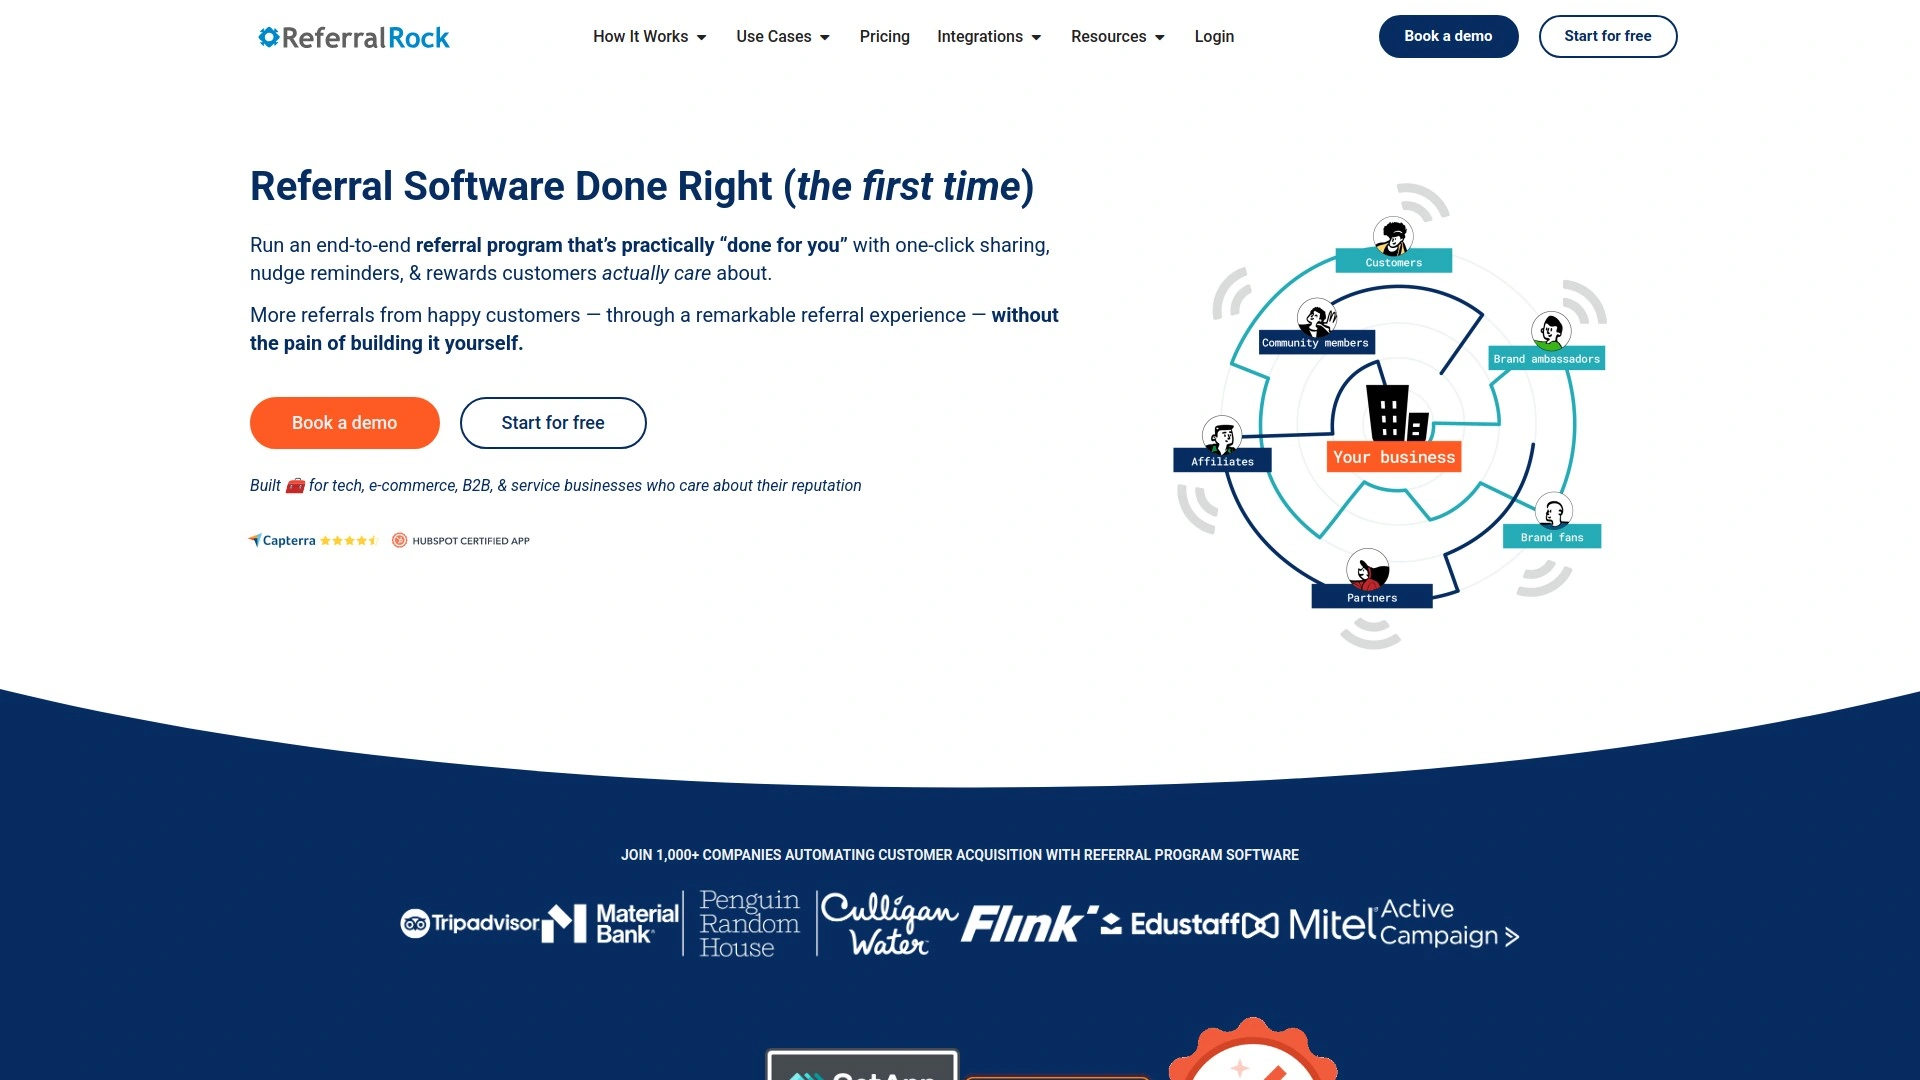 ReferralRock
How It Works
Use Cases
Pricing
Integrations
Resources
Login
Book a demo
Start for free
Referral Software Done Right (the first time)
Run an end-to-end referral program that’s practically “done for you” with one-click sharing,
nudge reminders, & rewards customers actually care about.
More referrals from happy customers — through a remarkable referral experience — without
the pain of building it yourself.
Book a demo
Start for free
Built 🧰 for tech, e-commerce, B2B, & service businesses who care about their reputation
Capterra
HUBSPOT CERTIFIED APP
Customers
Community members
Brand ambassadors
Your business
Affiliates
Brand fans
Partners
JOIN 1,000+ COMPANIES AUTOMATING CUSTOMER ACQUISITION WITH REFERRAL PROGRAM SOFTWARE
Tripadvisor
Material
Bank
Penguin
Random
House
Culligan
Water
Flink
Edustaff
Mitel
Active
Campaign >
GetApp